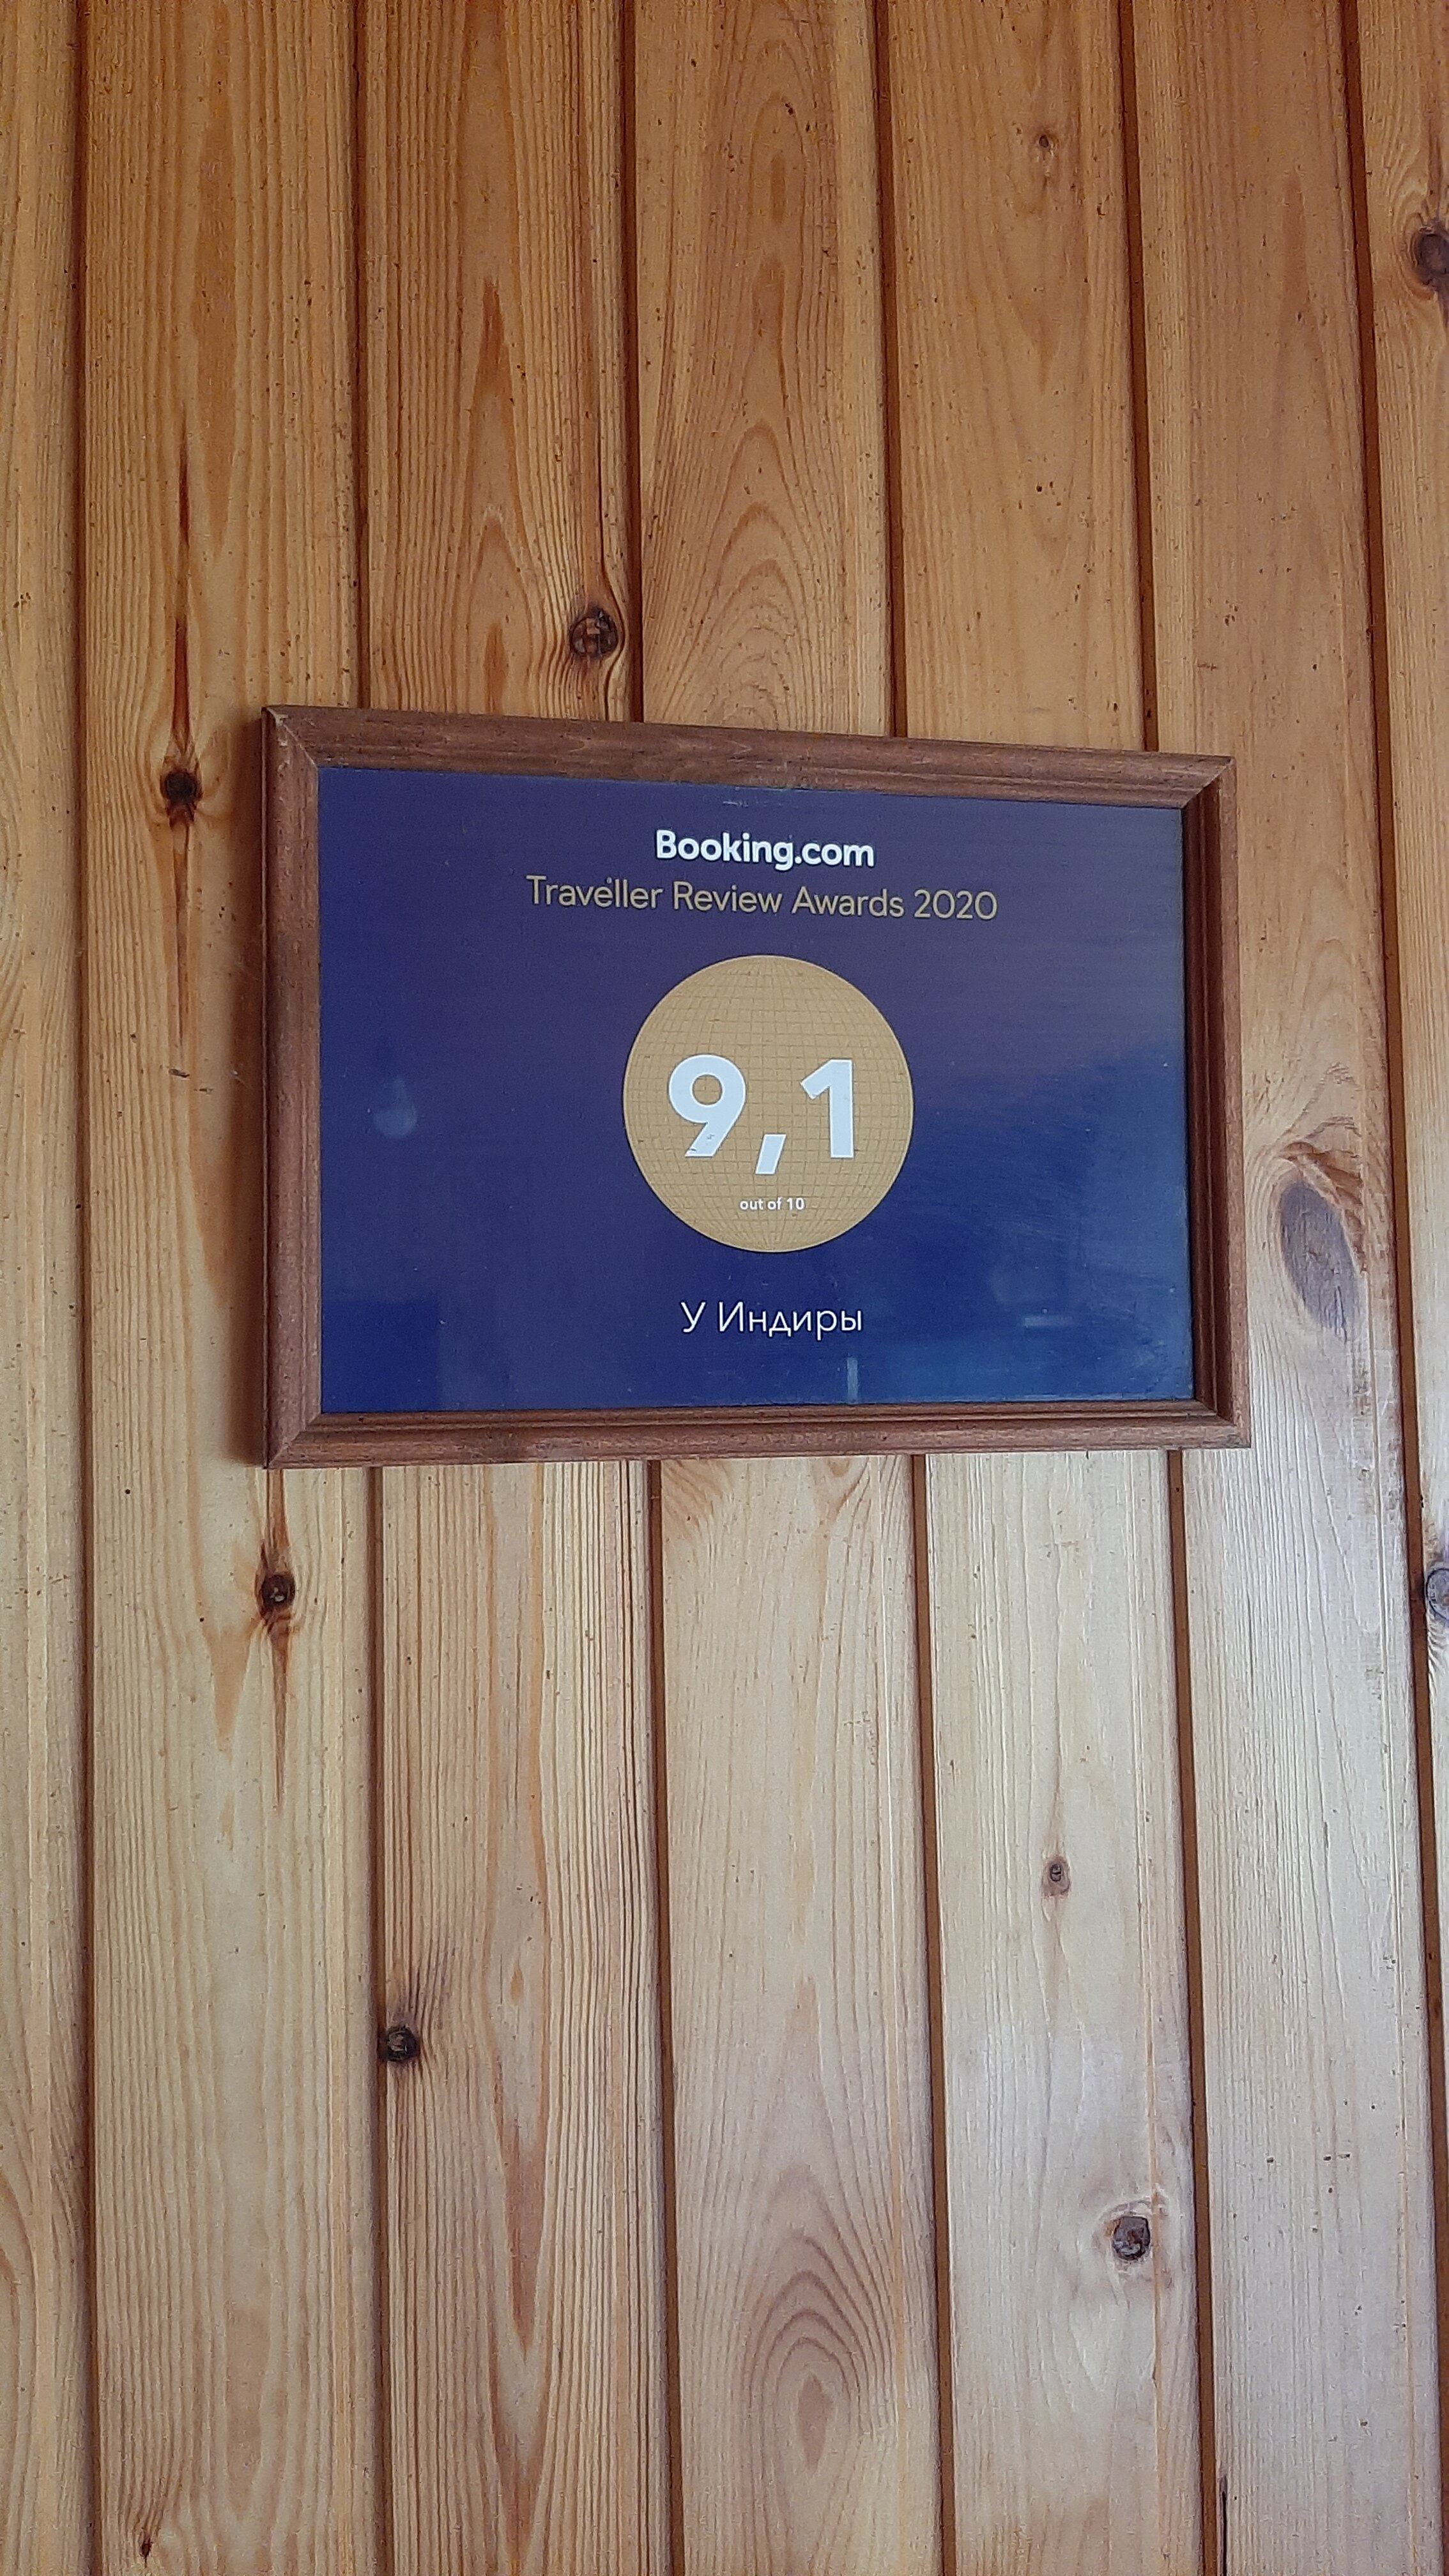 Booking.com
Traveller Review Awards 2020
9,1
out of 10
У Индиры